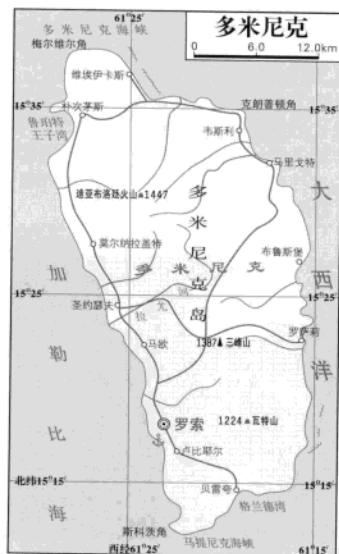 61°25′
多米尼克
0 6.0 12.0km
多米尼克海峡
梅尔维尔角
维埃伊卡斯
15°35′
15°35′
朴次茅斯
克朗普顿角
鲁珀特
王子湾
韦斯利
马里戈特
迪亚布洛廷火山▲1447
多米尼克岛
大西洋
莫尔纳拉盖特
布鲁斯堡
多米尼克
加勒比海
15°25′
15°25′
圣约瑟夫
拉尤河
罗萨莉
马欧
1387▲三峰山
罗索
1224▲瓦特山
卢比耶尔
北纬15°15′
15°15′
贝雷夸
格兰德湾
斯科茨角
马提尼克海峡
西经61°25′